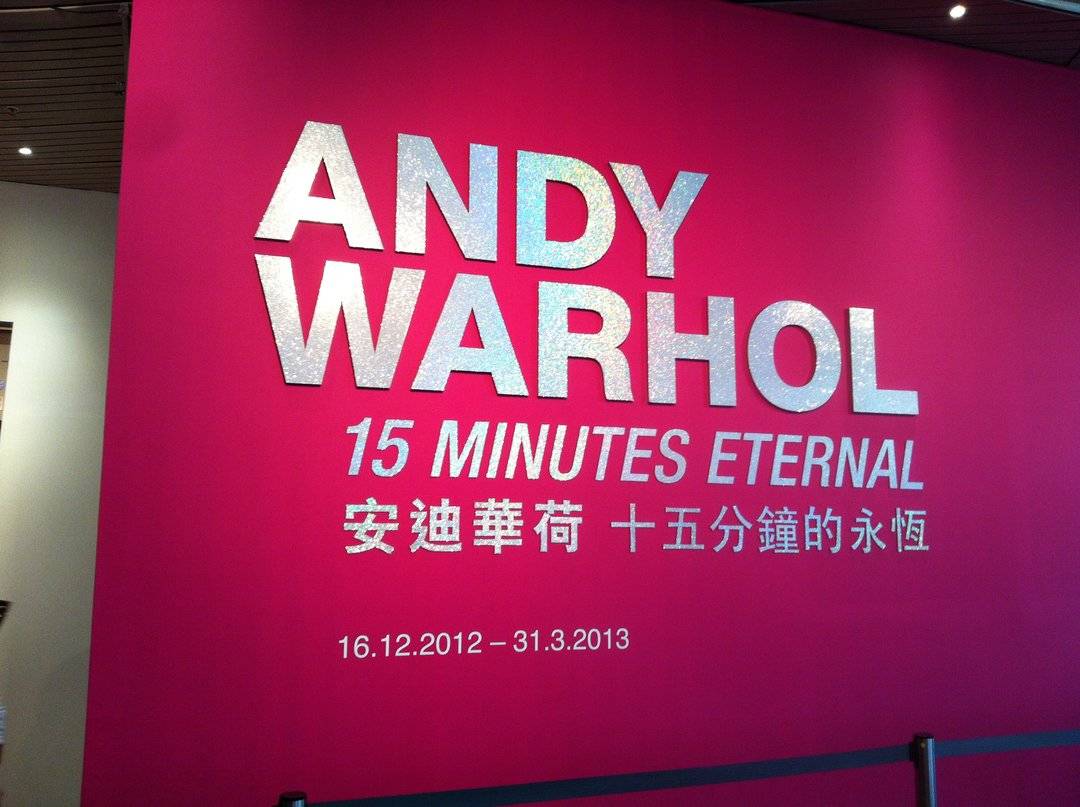 ANDY
WARHOL
15 MINUTES ETERNAL
安迪華荷 十五分鐘的永恆
16.12.2012 – 31.3.2013